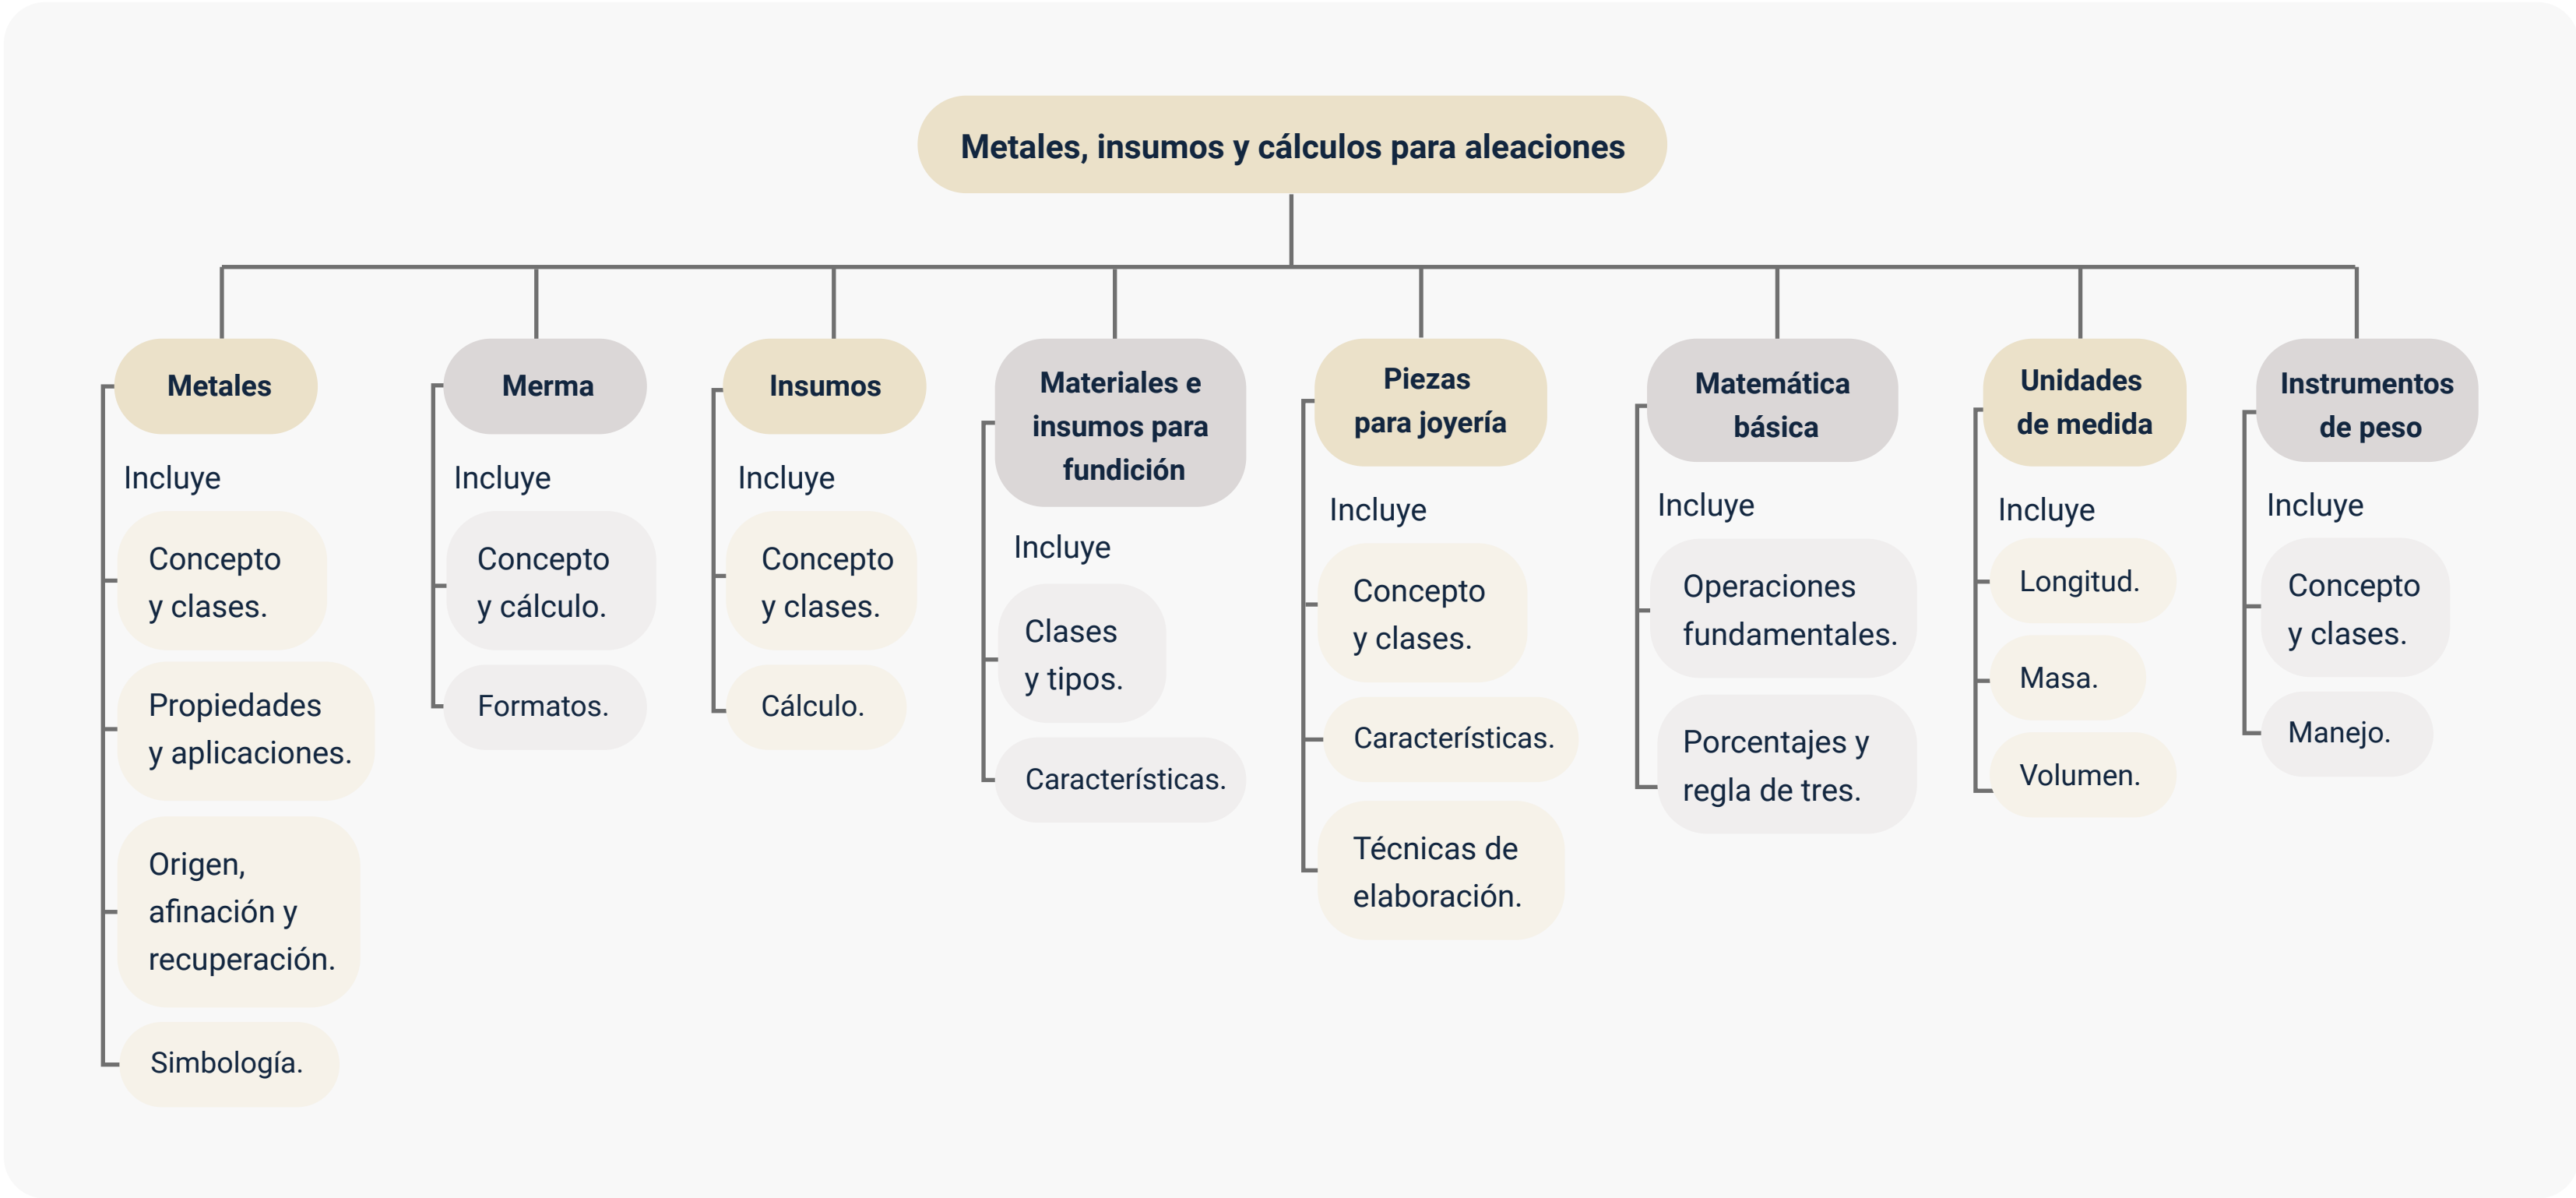 Metales, insumos y cálculos para aleaciones
Metales
Incluye
Concepto
y clases.
Propiedades
y aplicaciones.
Origen,
afinación y
recuperación.
Simbología.
Merma
Incluye
Concepto
y cálculo.
Formatos.
Insumos
Incluye
Concepto
y clases.
Cálculo.
Materiales e
insumos para
fundición
Incluye
Clases
y tipos.
Características.
Piezas
para joyería
Incluye
Concepto
y clases.
Características.
Técnicas de
elaboración.
Matemática
básica
Incluye
Operaciones
fundamentales.
Porcentajes y
regla de tres.
Unidades
de medida
Incluye
Longitud.
Masa.
Volumen.
Instrumentos
de peso
Incluye
Concepto
y clases.
Manejo.